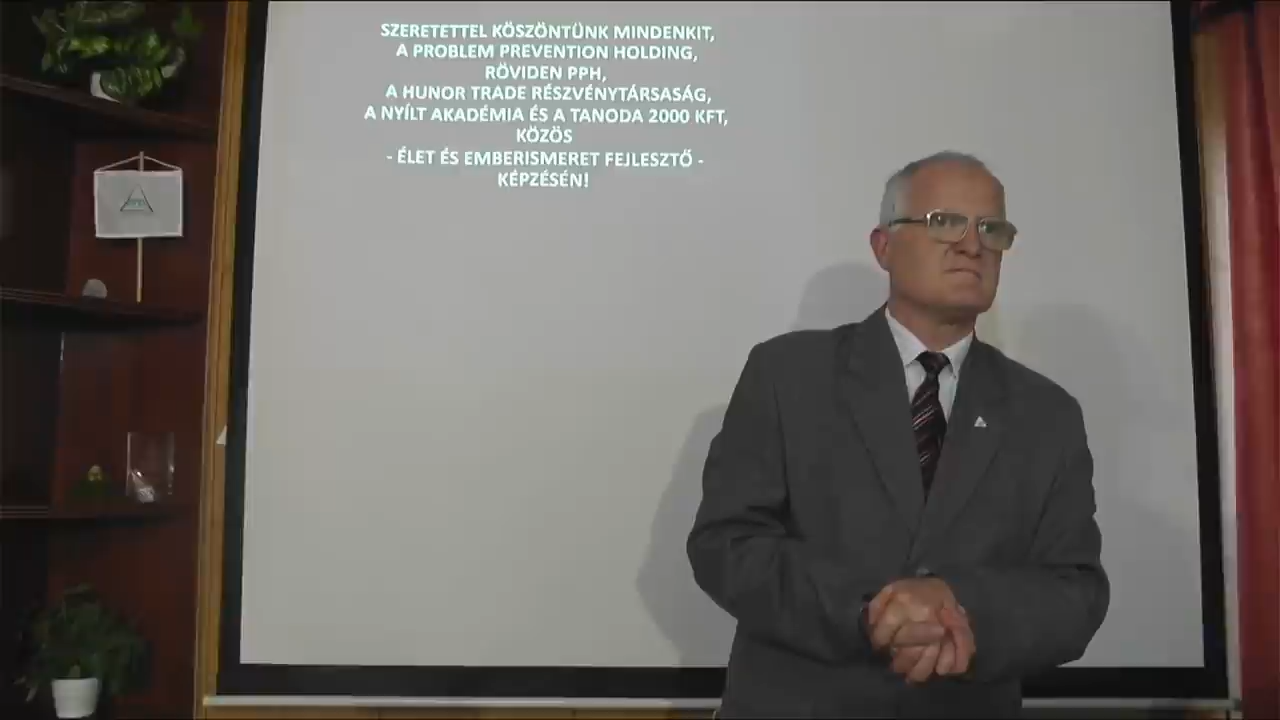 SZERETETTEL KÖSZÖNTÜNK MINDENKIT,
A PROBLEM PREVENTION HOLDING,
RÖVIDEN PPH,
A HUNOR TRADE RÉSZVÉNYTÁRSASÁG,
A NYÍLT AKADÉMIA ÉS A TANODA 2000 KFT,
KÖZÖS
- ÉLET ÉS EMBERISMERET FEJLESZTŐ -
KÉPZÉSÉN!